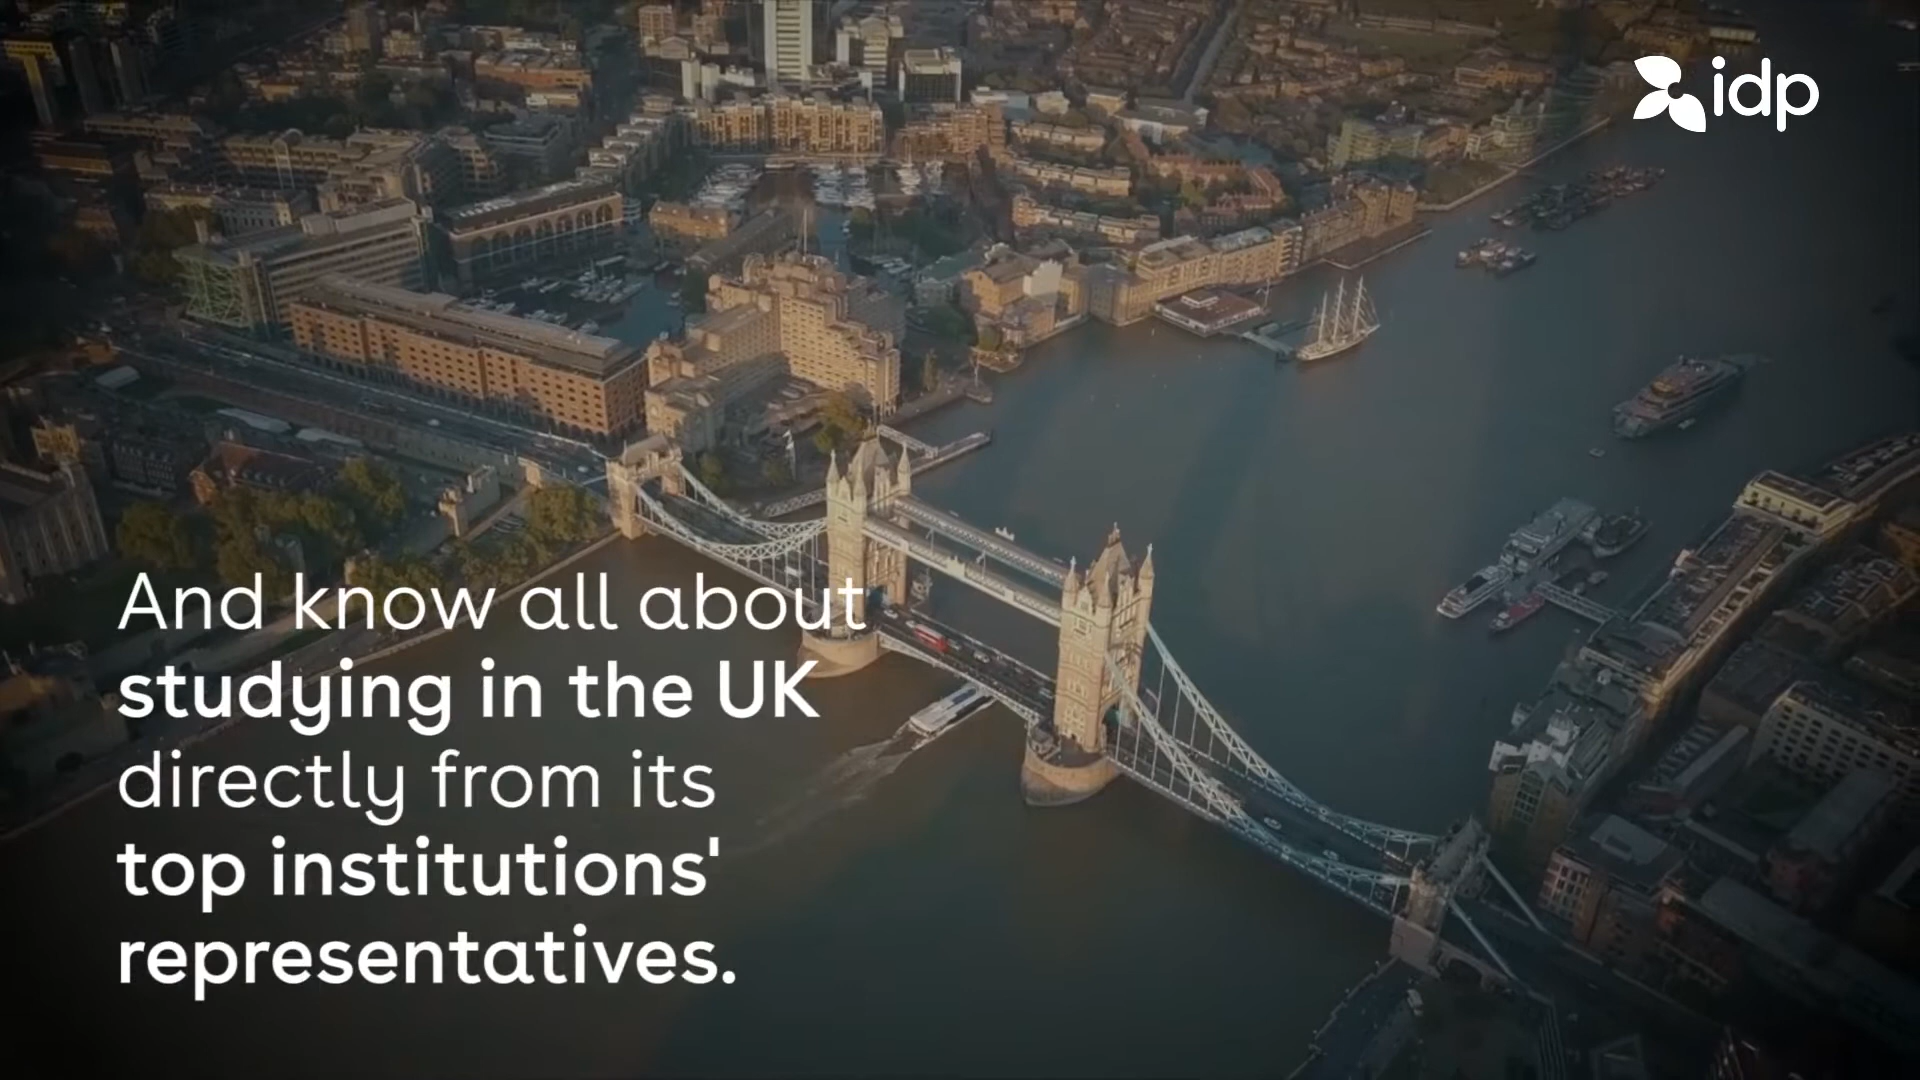 idp
And know all about
studying in the UK
directly from its
top institutions'
representatives.